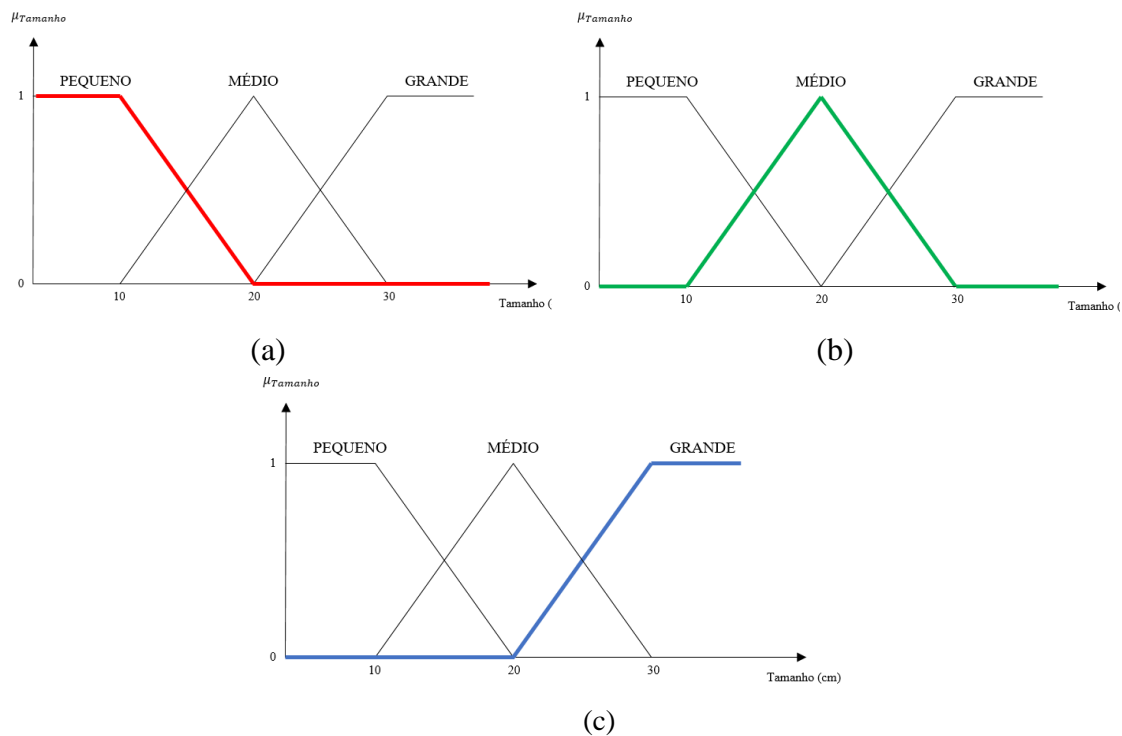 μTamanho
PEQUENO MÉDIO GRANDE
1
0
10 20 30
Tamanho (
(a)
μTamanho
PEQUENO MÉDIO GRANDE
1
0
10 20 30
Tamanho (
(b)
μTamanho
PEQUENO MÉDIO GRANDE
1
0
10 20 30
Tamanho (cm)
(c)